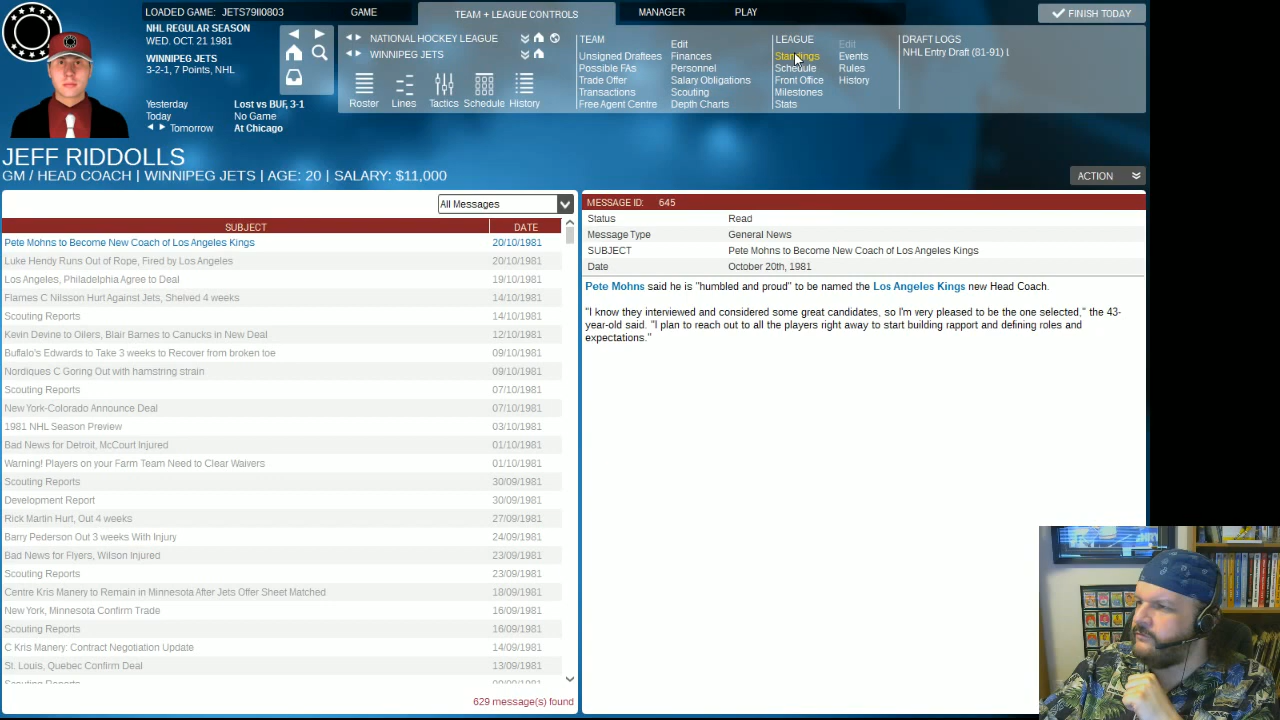 LOADED GAME: JETS79II0803
GAME
TEAM + LEAGUE CONTROLS
MANAGER
PLAY
FINISH TODAY
NHL REGULAR SEASON
WED. OCT. 21 1981
WINNIPEG JETS
3-2-1, 7 Points, NHL
Yesterday Lost vs BUF, 3-1
Today No Game
Tomorrow At Chicago
NATIONAL HOCKEY LEAGUE
WINNIPEG JETS
Roster Lines Tactics Schedule History
TEAM
Unsigned Draftees
Possible FAs
Trade Offer
Transactions
Free Agent Centre
Edit
Finances
Personnel
Salary Obligations
Scouting
Depth Charts
LEAGUE
Standings
Schedule
Front Office
Milestones
Stats
Edit
Events
Rules
History
DRAFT LOGS
NHL Entry Draft (81-91) l
JEFF RIDDOLLS
GM / HEAD COACH | WINNIPEG JETS | AGE: 20 | SALARY: $11,000
ACTION
All Messages
SUBJECT DATE
Pete Mohns to Become New Coach of Los Angeles Kings 20/10/1981
Luke Hendy Runs Out of Rope, Fired by Los Angeles 20/10/1981
Los Angeles, Philadelphia Agree to Deal 19/10/1981
Flames C Nilsson Hurt Against Jets, Shelved 4 weeks 14/10/1981
Scouting Reports 14/10/1981
Kevin Devine to Oilers, Blair Barnes to Canucks in New Deal 12/10/1981
Buffalo's Edwards to Take 3 weeks to Recover from broken toe 09/10/1981
Nordiques C Goring Out with hamstring strain 09/10/1981
Scouting Reports 07/10/1981
New York-Colorado Announce Deal 07/10/1981
1981 NHL Season Preview 03/10/1981
Bad News for Detroit, McCourt Injured 01/10/1981
Warning! Players on your Farm Team Need to Clear Waivers 01/10/1981
Scouting Reports 30/09/1981
Development Report 30/09/1981
Rick Martin Hurt, Out 4 weeks 27/09/1981
Barry Pederson Out 3 weeks With Injury 24/09/1981
Bad News for Flyers, Wilson Injured 23/09/1981
Scouting Reports 23/09/1981
Centre Kris Manery to Remain in Minnesota After Jets Offer Sheet Matched 18/09/1981
New York, Minnesota Confirm Trade 16/09/1981
Scouting Reports 16/09/1981
C Kris Manery: Contract Negotiation Update 14/09/1981
St. Louis, Quebec Confirm Deal 13/09/1981
629 message(s) found
MESSAGE ID: 645
Status Read
Message Type General News
SUBJECT Pete Mohns to Become New Coach of Los Angeles Kings
Date October 20th, 1981
Pete Mohns said he is "humbled and proud" to be named the Los Angeles Kings new Head Coach.
"I know they interviewed and considered some great candidates, so I'm very pleased to be the one selected," the 43-
year-old said. "I plan to reach out to all the players right away to start building rapport and defining roles and
expectations."